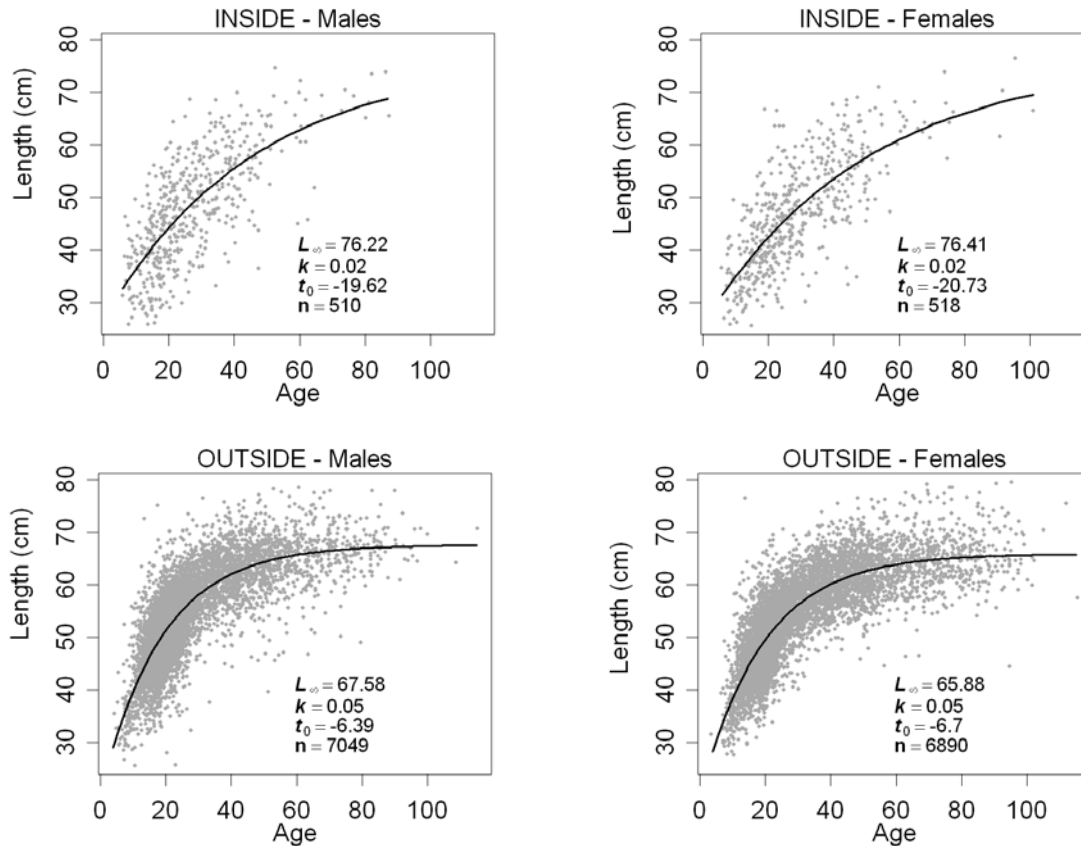 INSIDE - Males
Length (cm)
80
70
60
50
40
30
L∞ = 76.22
k = 0.02
t0 = -19.62
n = 510
0 20 40 60 80 100
Age
INSIDE - Females
Length (cm)
80
70
60
50
40
30
L∞ = 76.41
k = 0.02
t0 = -20.73
n = 518
0 20 40 60 80 100
Age
OUTSIDE - Males
Length (cm)
80
70
60
50
40
30
L∞ = 67.58
k = 0.05
t0 = -6.39
n = 7049
0 20 40 60 80 100
Age
OUTSIDE - Females
Length (cm)
80
70
60
50
40
30
L∞ = 65.88
k = 0.05
t0 = -6.7
n = 6890
0 20 40 60 80 100
Age